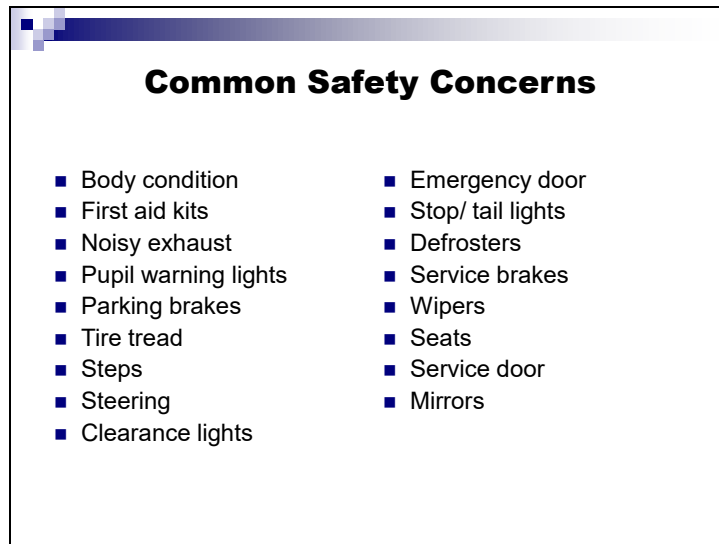 Common Safety Concerns
Body condition
First aid kits
Noisy exhaust
Pupil warning lights
Parking brakes
Tire tread
Steps
Steering
Clearance lights
Emergency door
Stop/ tail lights
Defrosters
Service brakes
Wipers
Seats
Service door
Mirrors